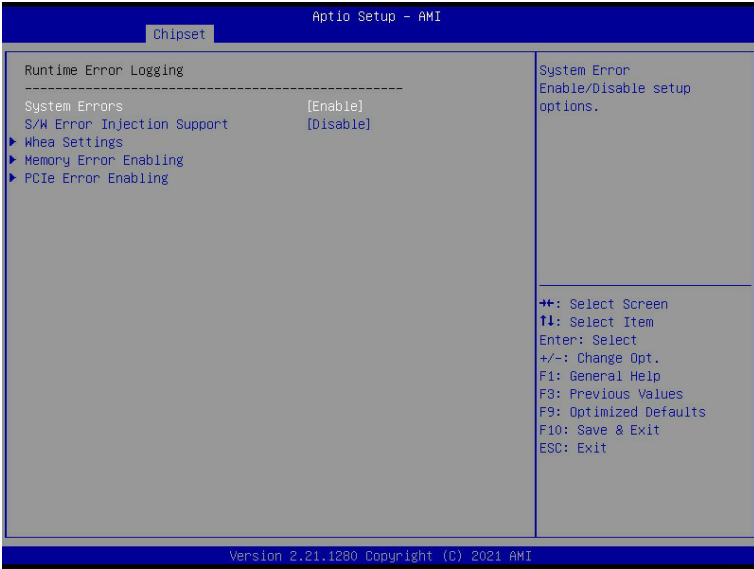 Aptio Setup - AMI
Chipset
Runtime Error Logging
--------------------------------------------------
System Errors [Enable]
S/W Error Injection Support [Disable]
Whea Settings
Memory Error Enabling
PCIe Error Enabling
System Error
Enable/Disable setup
options.
→←: Select Screen
↑↓: Select Item
Enter: Select
+/-: Change Opt.
F1: General Help
F3: Previous Values
F9: Optimized Defaults
F10: Save & Exit
ESC: Exit
Version 2.21.1280 Copyright (C) 2021 AMI